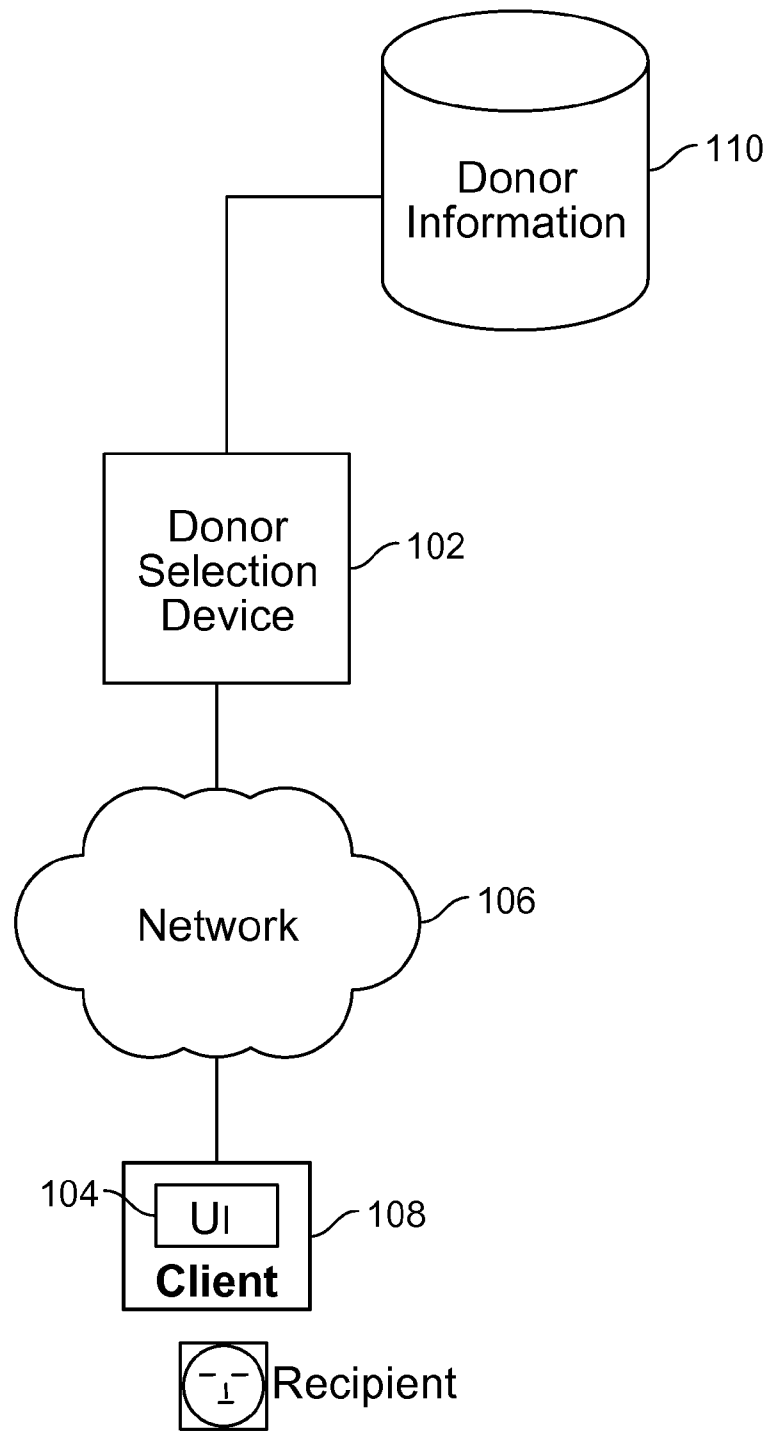 Donor
Information
110
Donor
Selection
Device
102
Network
106
104
UI
108
Client
Recipient